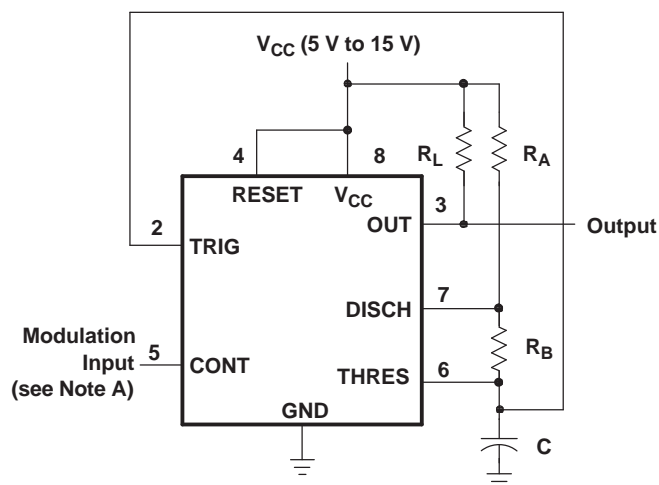 V_CC (5 V to 15 V)
4
8
R_L
R_A
RESET
V_CC
3
2
OUT
Output
TRIG
7
DISCH
Modulation
Input
(see Note A)
5
CONT
R_B
6
THRES
GND
C